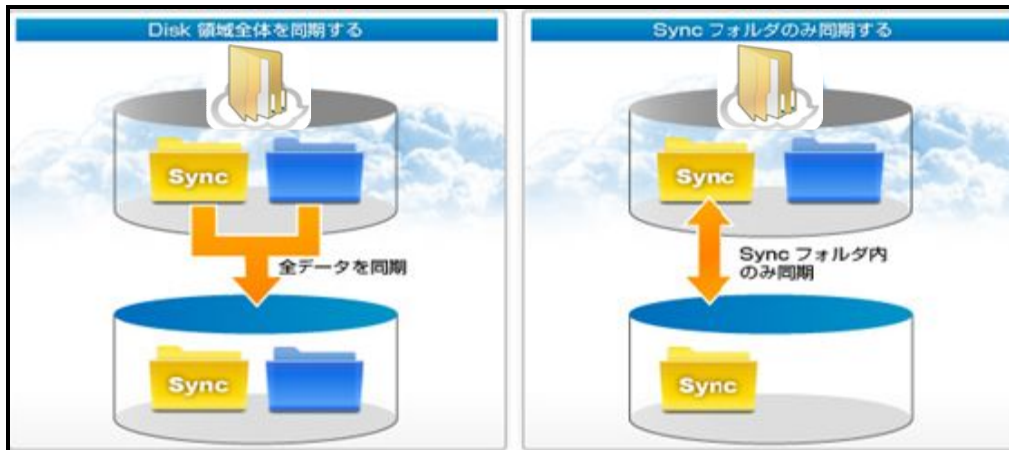 Disk 領域全体を同期する
Sync
全データを同期
Sync
Sync フォルダのみ同期する
Sync
Sync フォルダ内
のみ同期
Sync